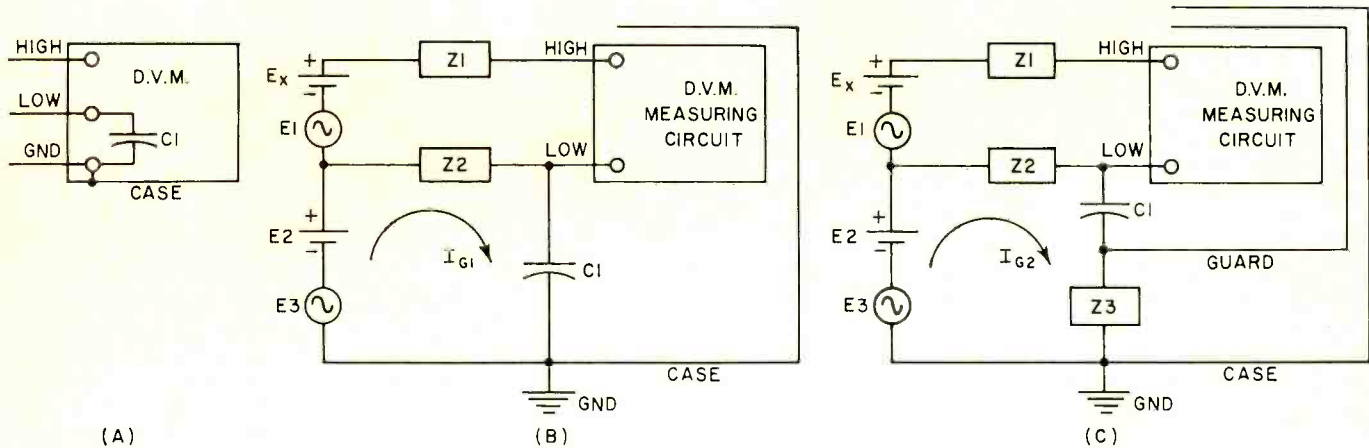 HIGH
D.V.M.
LOW
C1
GND
CASE
(A)
+
Ex
-
E1
Z1
HIGH
D.V.M.
MEASURING
CIRCUIT
Z2
LOW
+
E2
-
IG1
C1
E3
CASE
GND
(B)
+
Ex
-
E1
Z1
HIGH
D.V.M.
MEASURING
CIRCUIT
Z2
LOW
C1
+
E2
-
IG2
GUARD
E3
Z3
CASE
GND
(C)